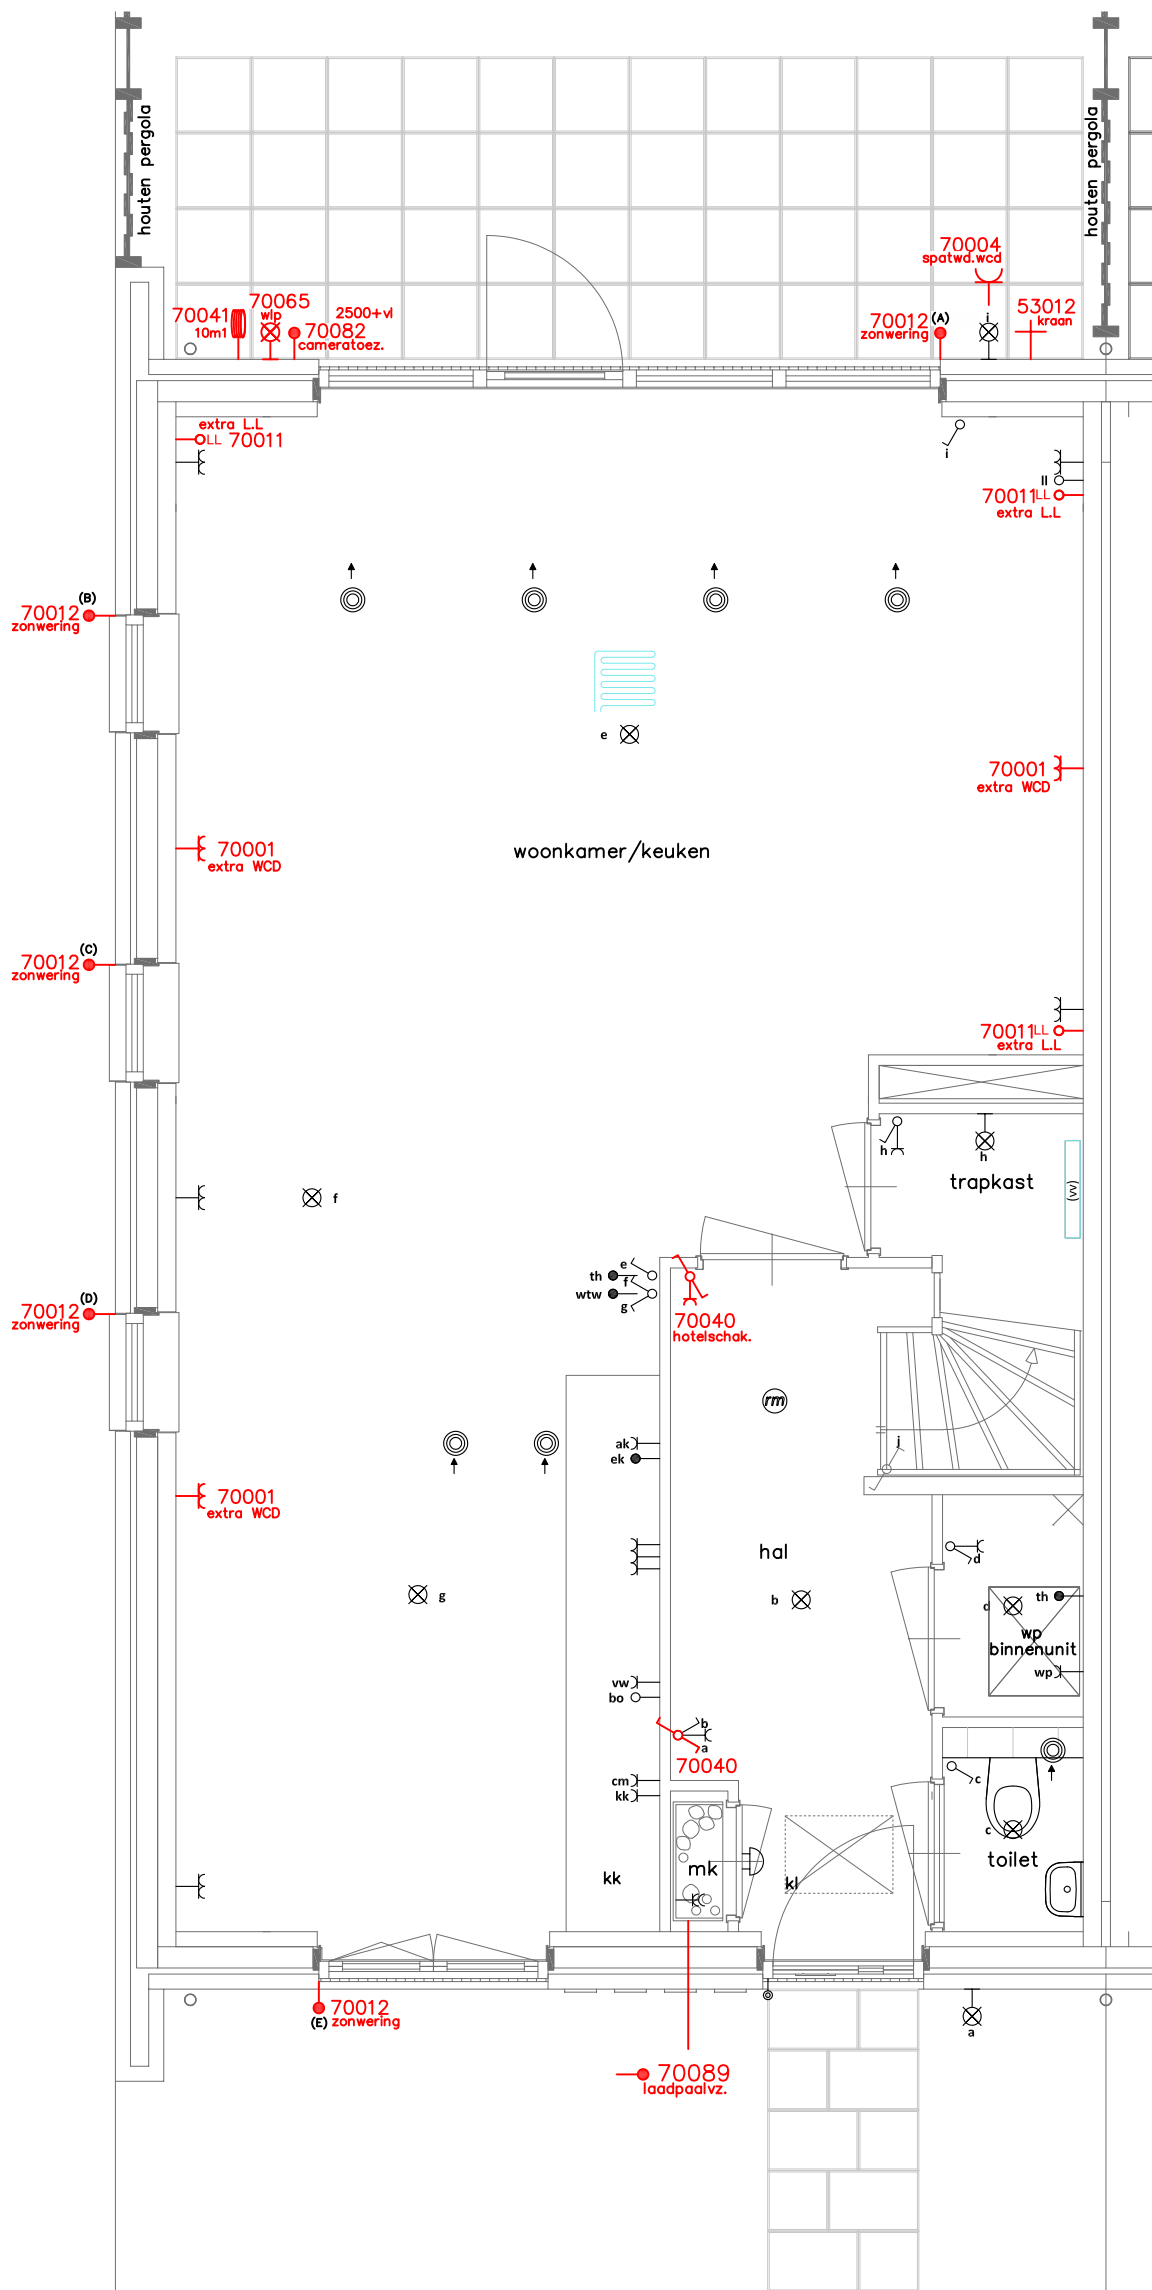 houten pergola
houten pergola
70004
spatwd.wcd
70041
10m1
70065
wlp
2500+vl
70082
cameratoez.
70012 (A)
zonwering
i
53012
kraan
extra L.L
LL 70011
i
ll
70011 LL
extra L.L
70012 (B)
zonwering
e
70001
extra WCD
70001
extra WCD
woonkamer/keuken
70012 (C)
zonwering
70011 LL
extra L.L
h
h
trapkast
(vv)
f
th
e
f
wtw
g
70012 (D)
zonwering
70040
hotelschak.
rm
ak
ek
j
70001
extra WCD
hal
d
g
b
d
th
wp
binnenunit
wp
vw
bo
b
a
70040
cm
kk
c
c
toilet
kk
mk
kl
70012
(E) zonwering
a
70089
laadpaalvz.